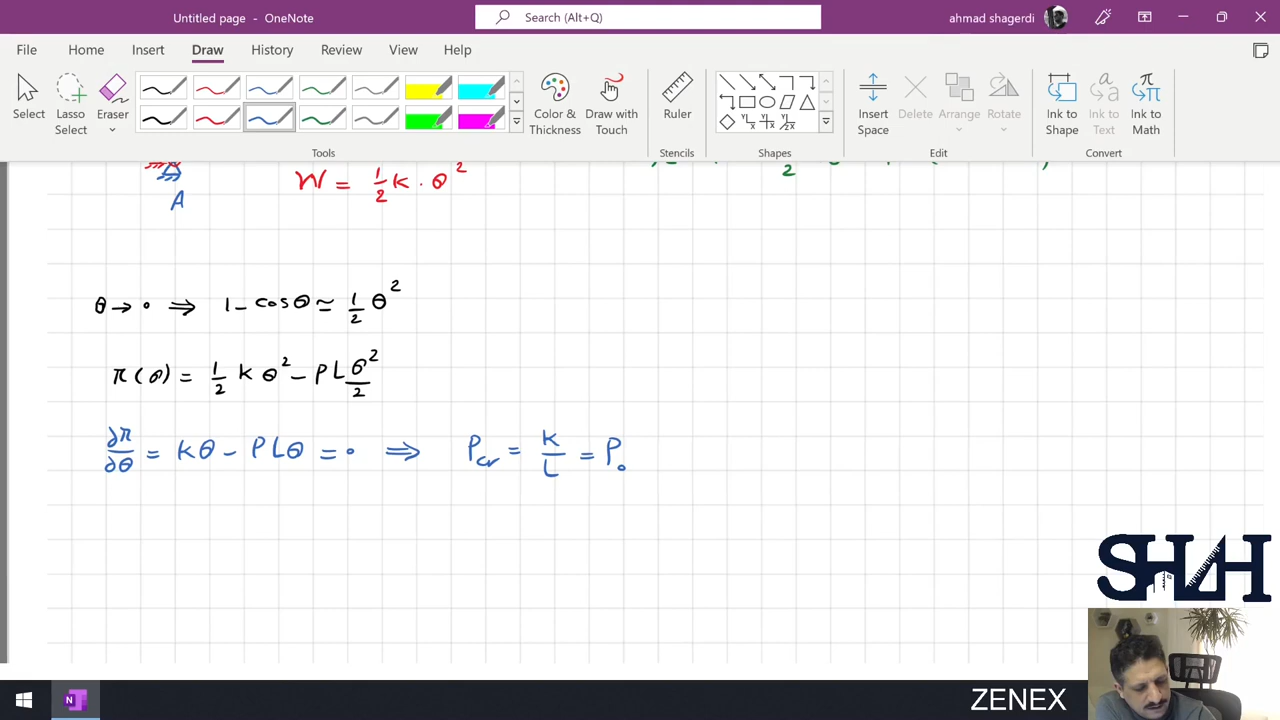 Untitled page - OneNote
Search (Alt+Q)
ahmad shagerdi
File Home Insert Draw History Review View Help
Select
Lasso Select
Eraser
Color & Thickness
Draw with Touch
Ruler
Insert Space
Delete
Arrange
Rotate
Ink to Shape
Ink to Text
Ink to Math
Tools
Stencils
Shapes
Edit
Convert
A
W = 1/2 K · θ²
2
θ → 0 ⇒ 1 - cosθ ≃ 1/2 θ²
π(θ) = 1/2 K θ² - PL θ²/2
∂π/∂θ = Kθ - PLθ = 0 ⇒ Pcr = K/L = P₀
SHLH
ZENEX